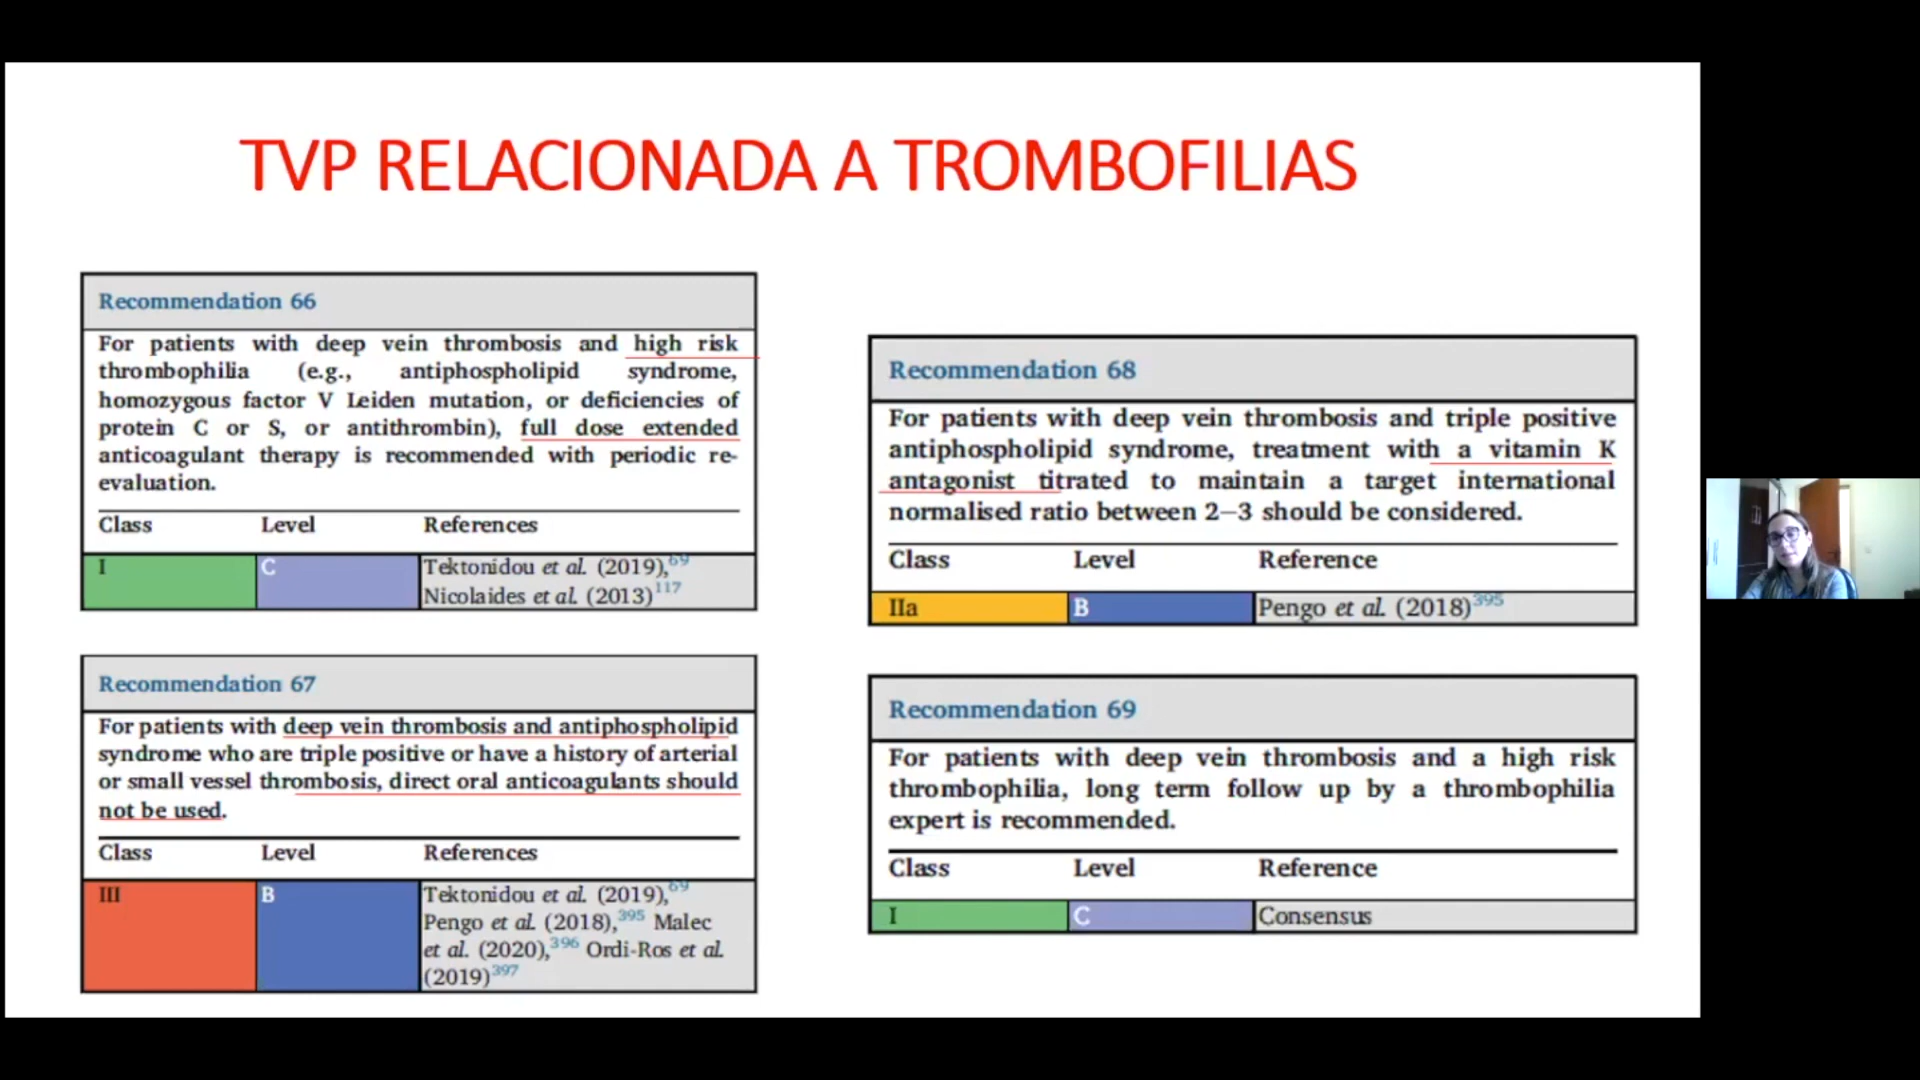 TVP RELACIONADA A TROMBOFILIAS
Recommendation 66
For patients with deep vein thrombosis and high risk
thrombophilia (e.g., antiphospholipid syndrome,
homozygous factor V Leiden mutation, or deficiencies of
protein C or S, or antithrombin), full dose extended
anticoagulant therapy is recommended with periodic re-
evaluation.
Class Level References
I C Tektonidou et al. (2019),69
Nicolaides et al. (2013)117
Recommendation 67
For patients with deep vein thrombosis and antiphospholipid
syndrome who are triple positive or have a history of arterial
or small vessel thrombosis, direct oral anticoagulants should
not be used.
Class Level References
III B Tektonidou et al. (2019),69
Pengo et al. (2018),395 Malec
et al. (2020),396 Ordi-Ros et al.
(2019)397
Recommendation 68
For patients with deep vein thrombosis and triple positive
antiphospholipid syndrome, treatment with a vitamin K
antagonist titrated to maintain a target international
normalised ratio between 2–3 should be considered.
Class Level Reference
IIa B Pengo et al. (2018)395
Recommendation 69
For patients with deep vein thrombosis and a high risk
thrombophilia, long term follow up by a thrombophilia
expert is recommended.
Class Level Reference
I C Consensus